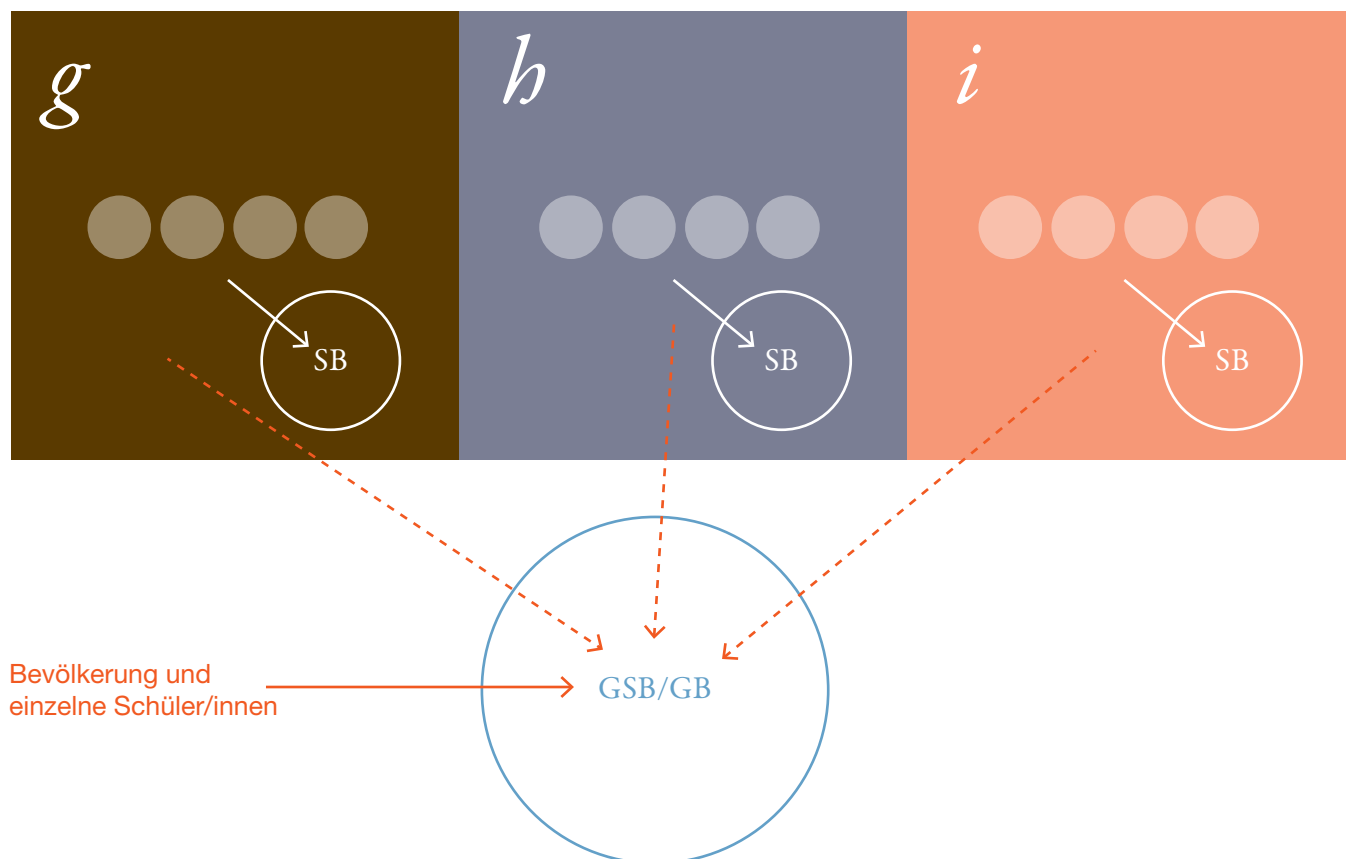 g
h
i
SB
SB
SB
Bevölkerung und
einzelne Schüler/innen
GSB/GB